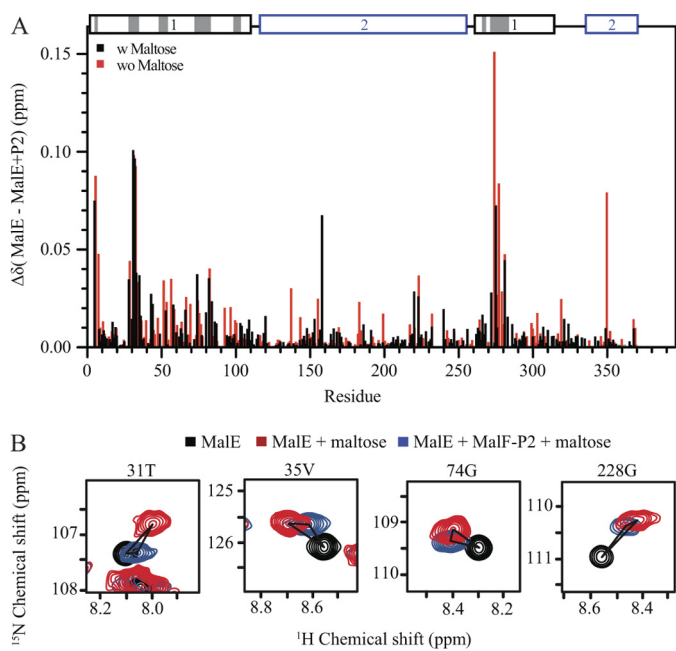 A
1 2 1 2
w Maltose
wo Maltose
Δδ( MalE - MalE+P2) (ppm)
0.15
0.10
0.05
0.00
0 50 100 150 200 250 300 350
Residue
B
MalE MalE + maltose MalE + MalF-P2 + maltose
31T 35V 74G 228G
¹⁵N Chemical shift (ppm)
107
108
125
126
109
110
110
111
8.2 8.0 8.8 8.6 8.4 8.2 8.6 8.4
¹H Chemical shift (ppm)